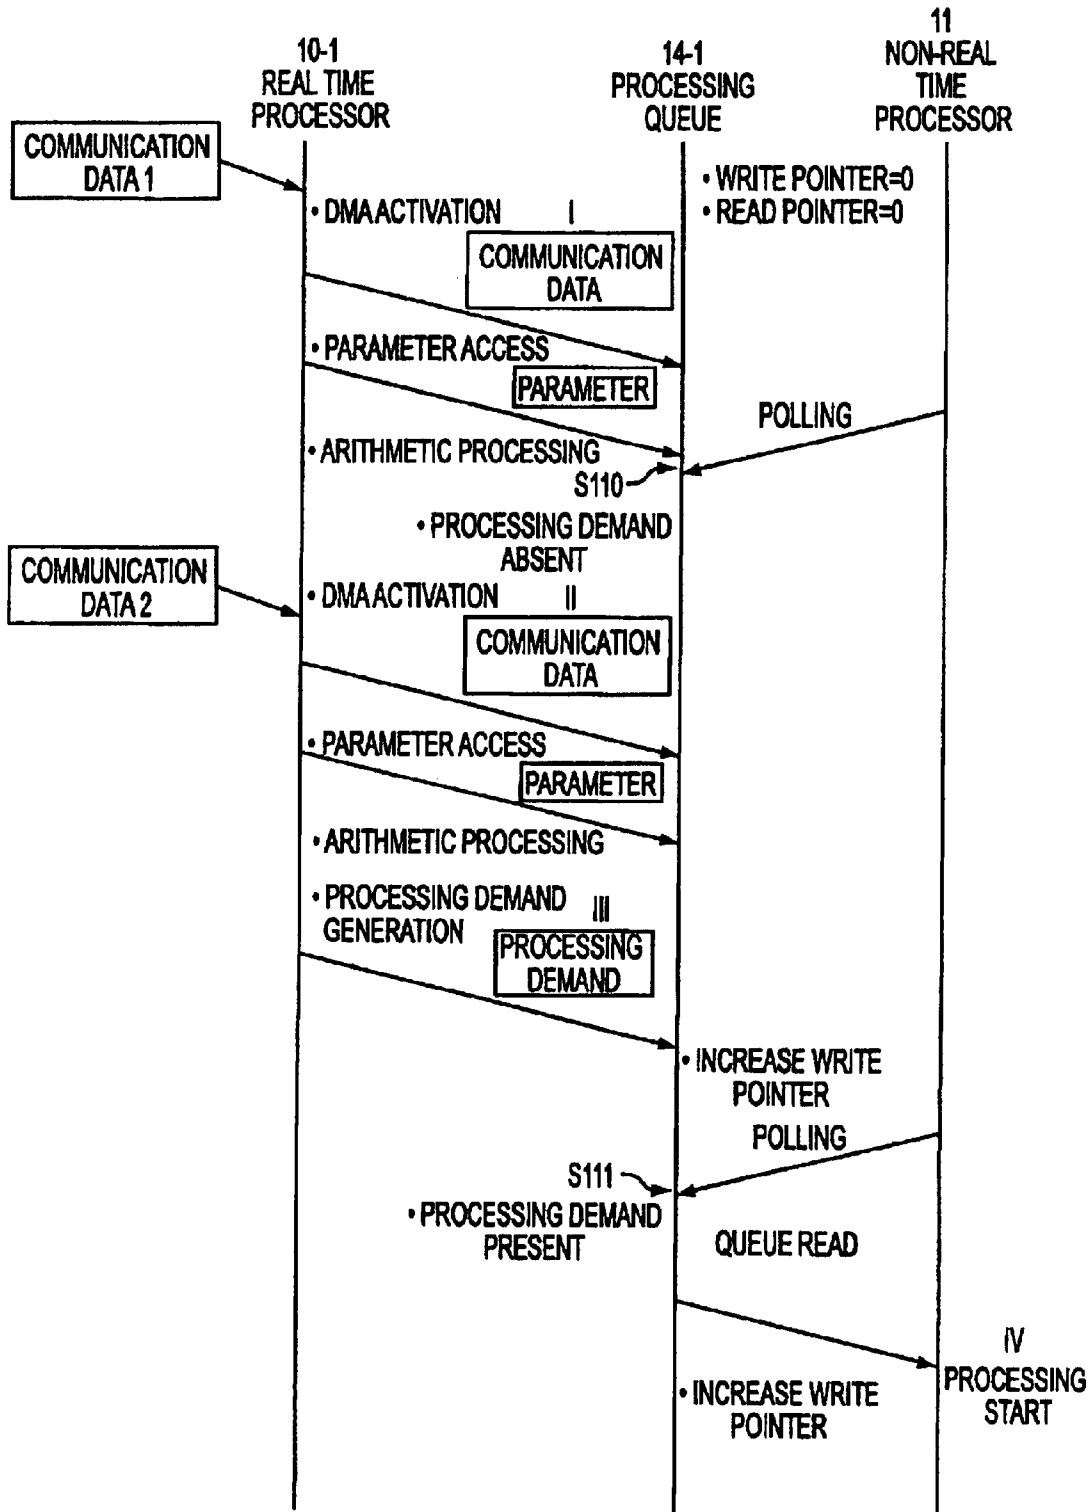 10-1
REAL TIME
PROCESSOR
14-1
PROCESSING
QUEUE
11
NON-REAL
TIME
PROCESSOR
COMMUNICATION
DATA 1
• WRITE POINTER=0
• READ POINTER=0
• DMA ACTIVATION
I
COMMUNICATION
DATA
• PARAMETER ACCESS
PARAMETER
POLLING
• ARITHMETIC PROCESSING
S110
• PROCESSING DEMAND
ABSENT
COMMUNICATION
DATA 2
• DMA ACTIVATION
II
COMMUNICATION
DATA
• PARAMETER ACCESS
PARAMETER
• ARITHMETIC PROCESSING
• PROCESSING DEMAND
GENERATION
III
PROCESSING
DEMAND
• INCREASE WRITE
POINTER
POLLING
S111
• PROCESSING DEMAND
PRESENT
QUEUE READ
IV
PROCESSING
START
• INCREASE WRITE
POINTER